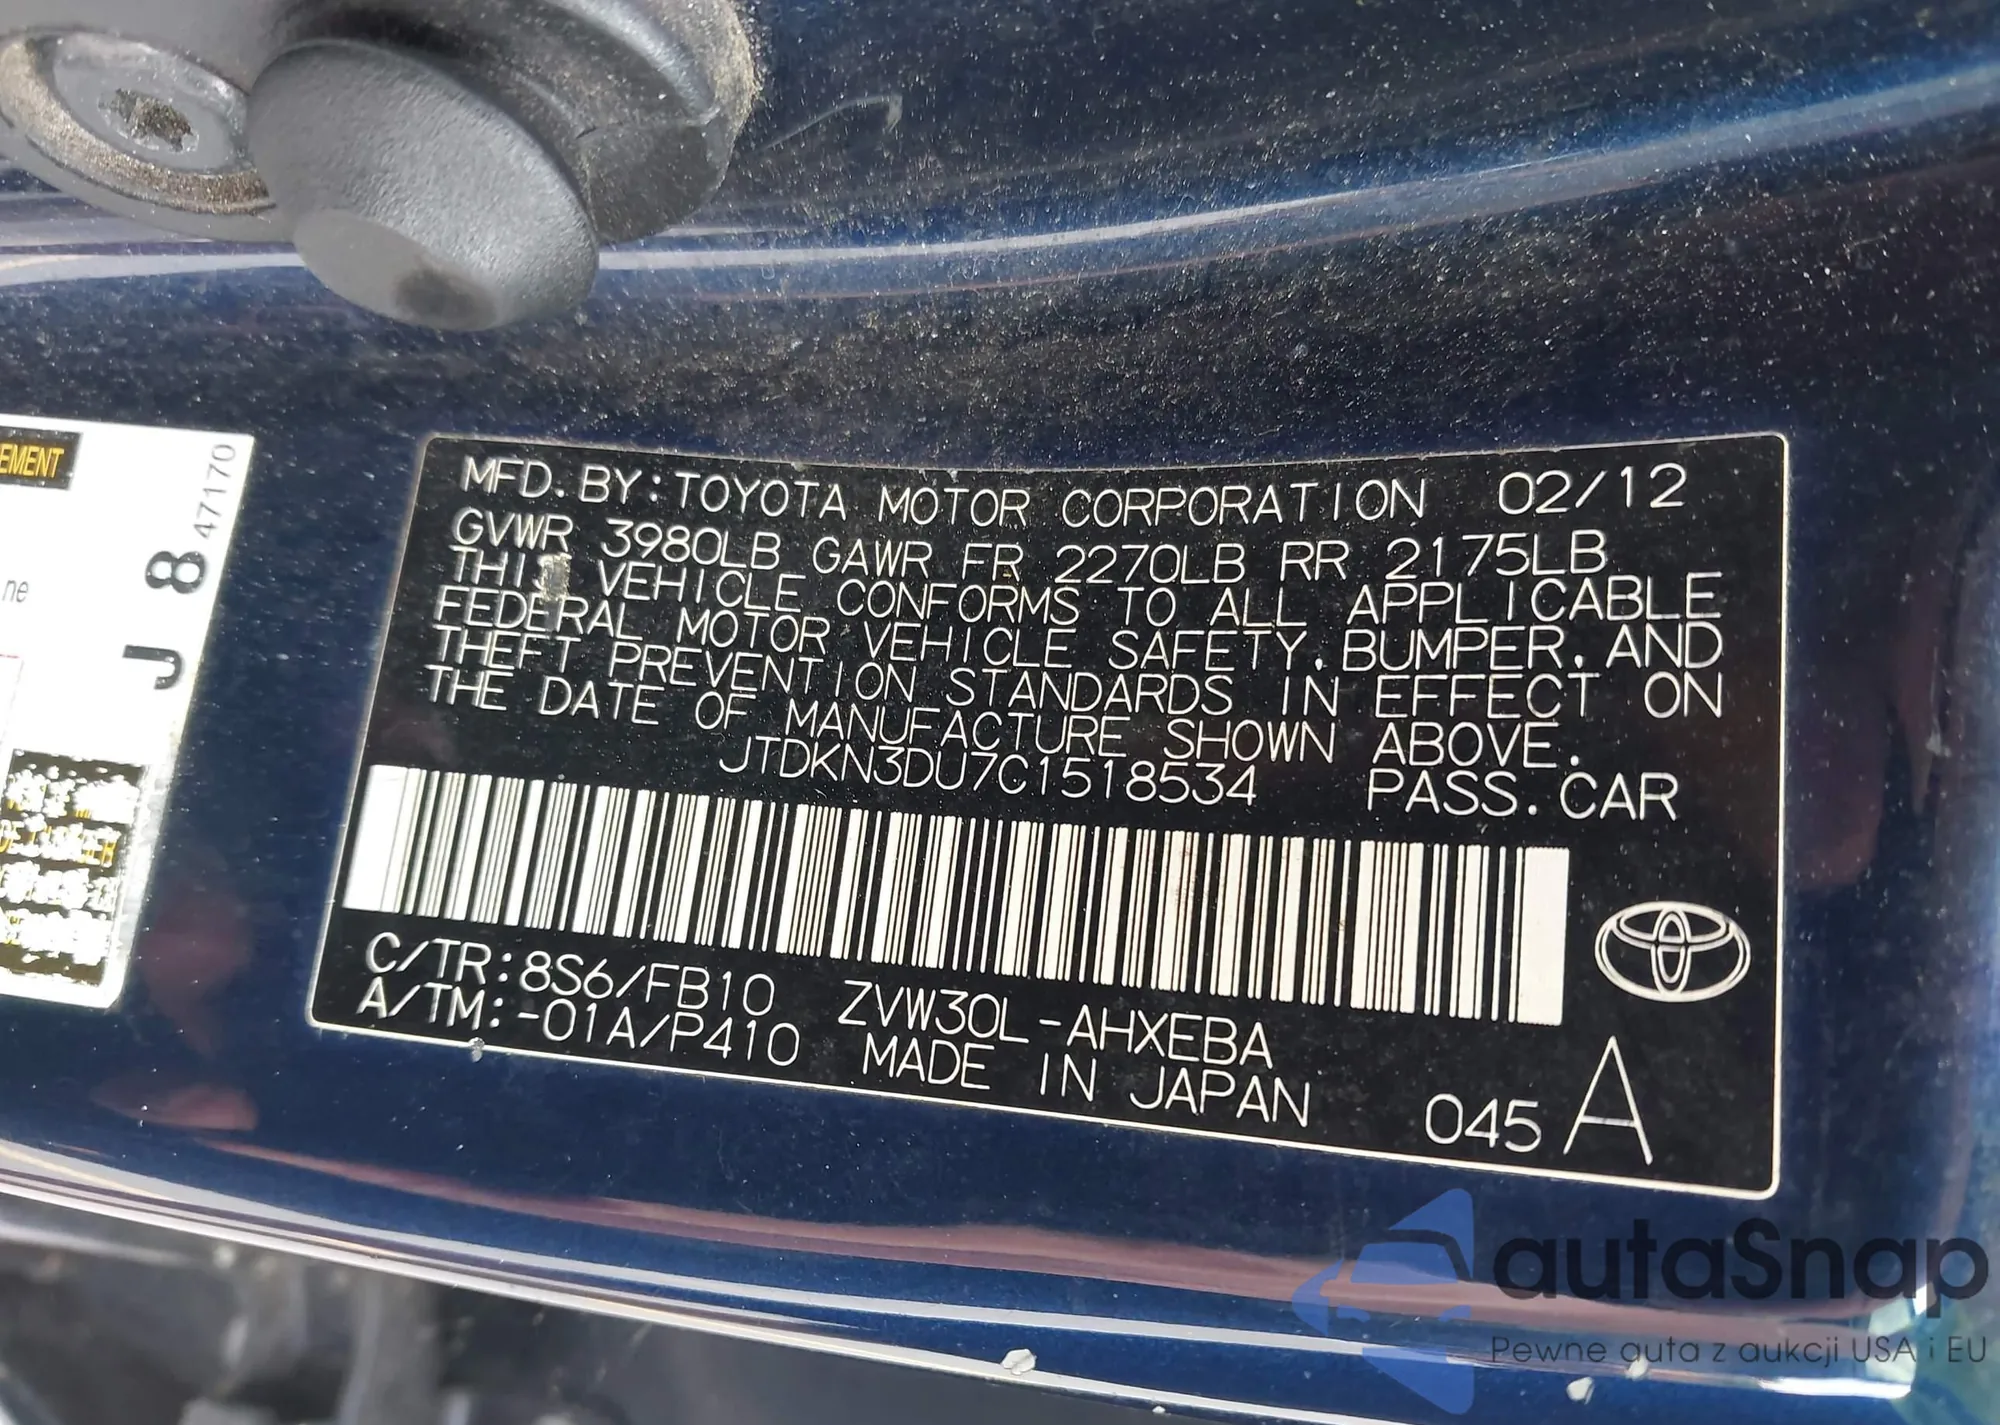 EMENT
47170
J 8
ne
MFD. BY: TOYOTA MOTOR CORPORATION 02/12
GVWR 3980LB GAWR FR 2270LB RR 2175LB
THIS VEHICLE CONFORMS TO ALL APPLICABLE
FEDERAL MOTOR VEHICLE SAFETY, BUMPER, AND
THEFT PREVENTION STANDARDS IN EFFECT ON
THE DATE OF MANUFACTURE SHOWN ABOVE.
JTDKN3DU7C1518534 PASS. CAR
C/TR: 8S6/FB10 ZVW30L-AHXEBA
A/TM: -01A/P410 MADE IN JAPAN
045 A
autaSnap
Pewne auta z aukcji USA i EU